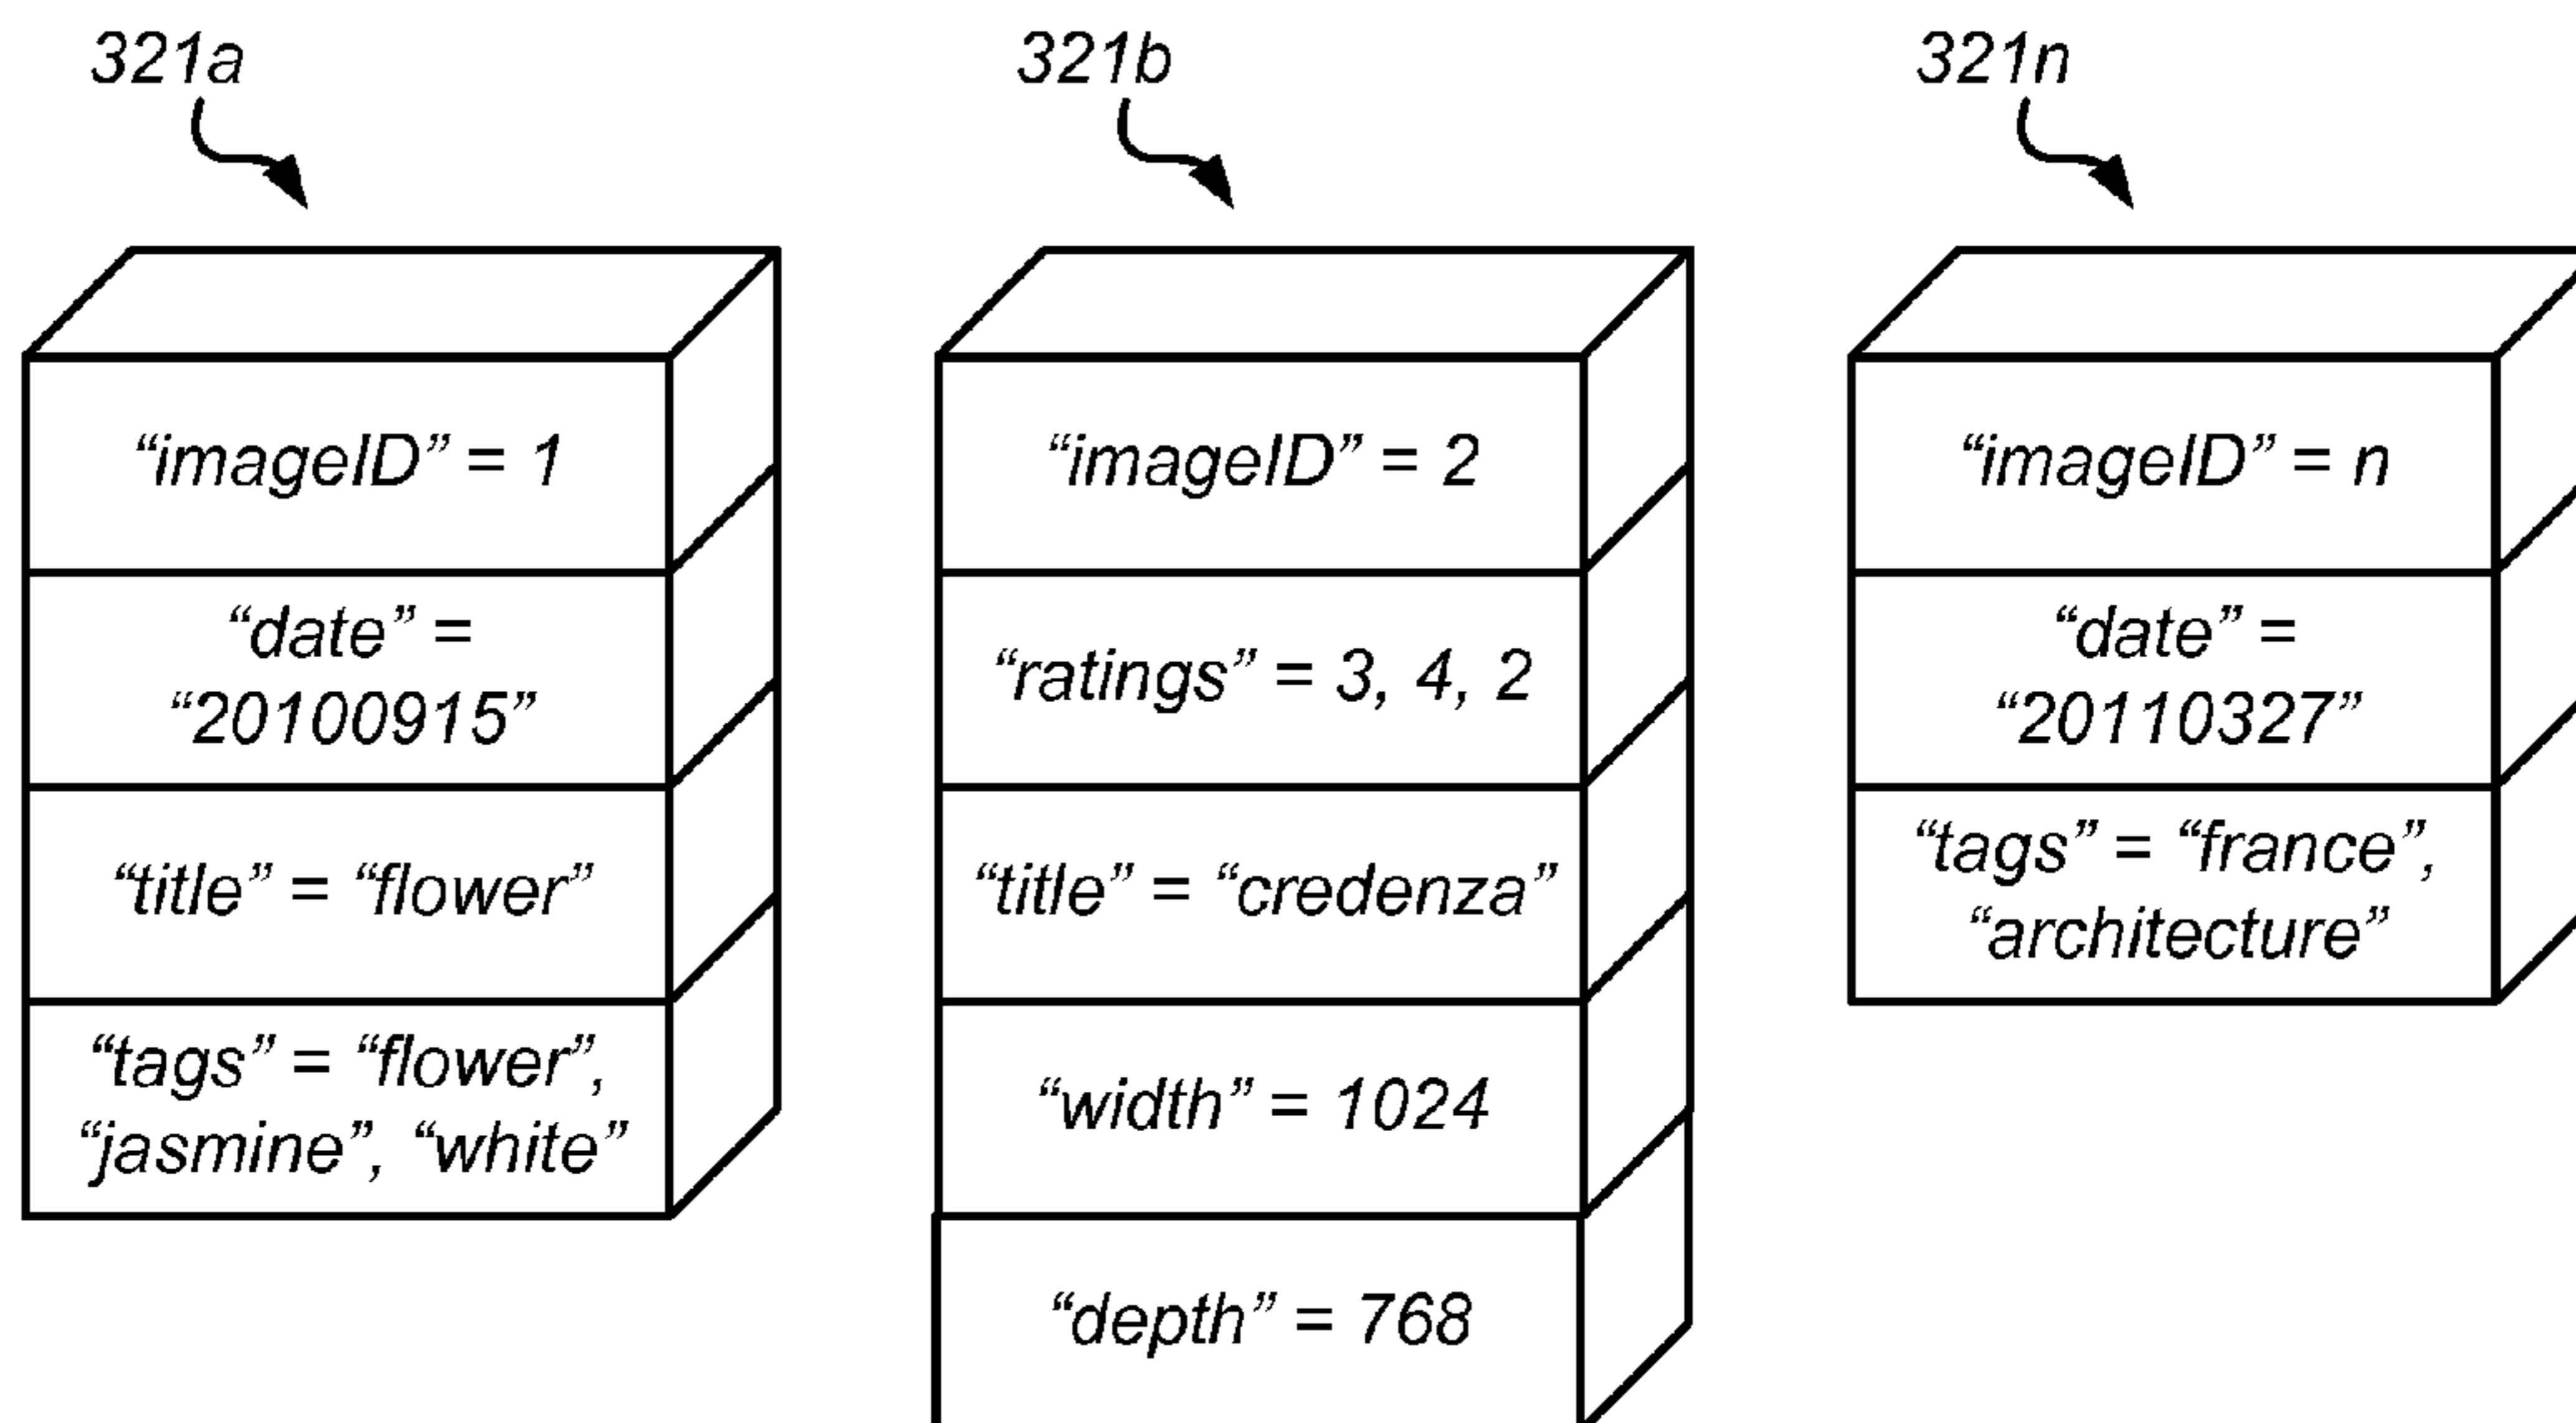 321a
“imageID” = 1
“date” =
“20100915”
“title” = “flower”
“tags” = “flower”,
“jasmine”, “white”
321b
“imageID” = 2
“ratings” = 3, 4, 2
“title” = “credenza”
“width” = 1024
“depth” = 768
321n
“imageID” = n
“date” =
“20110327”
“tags” = “france”,
“architecture”